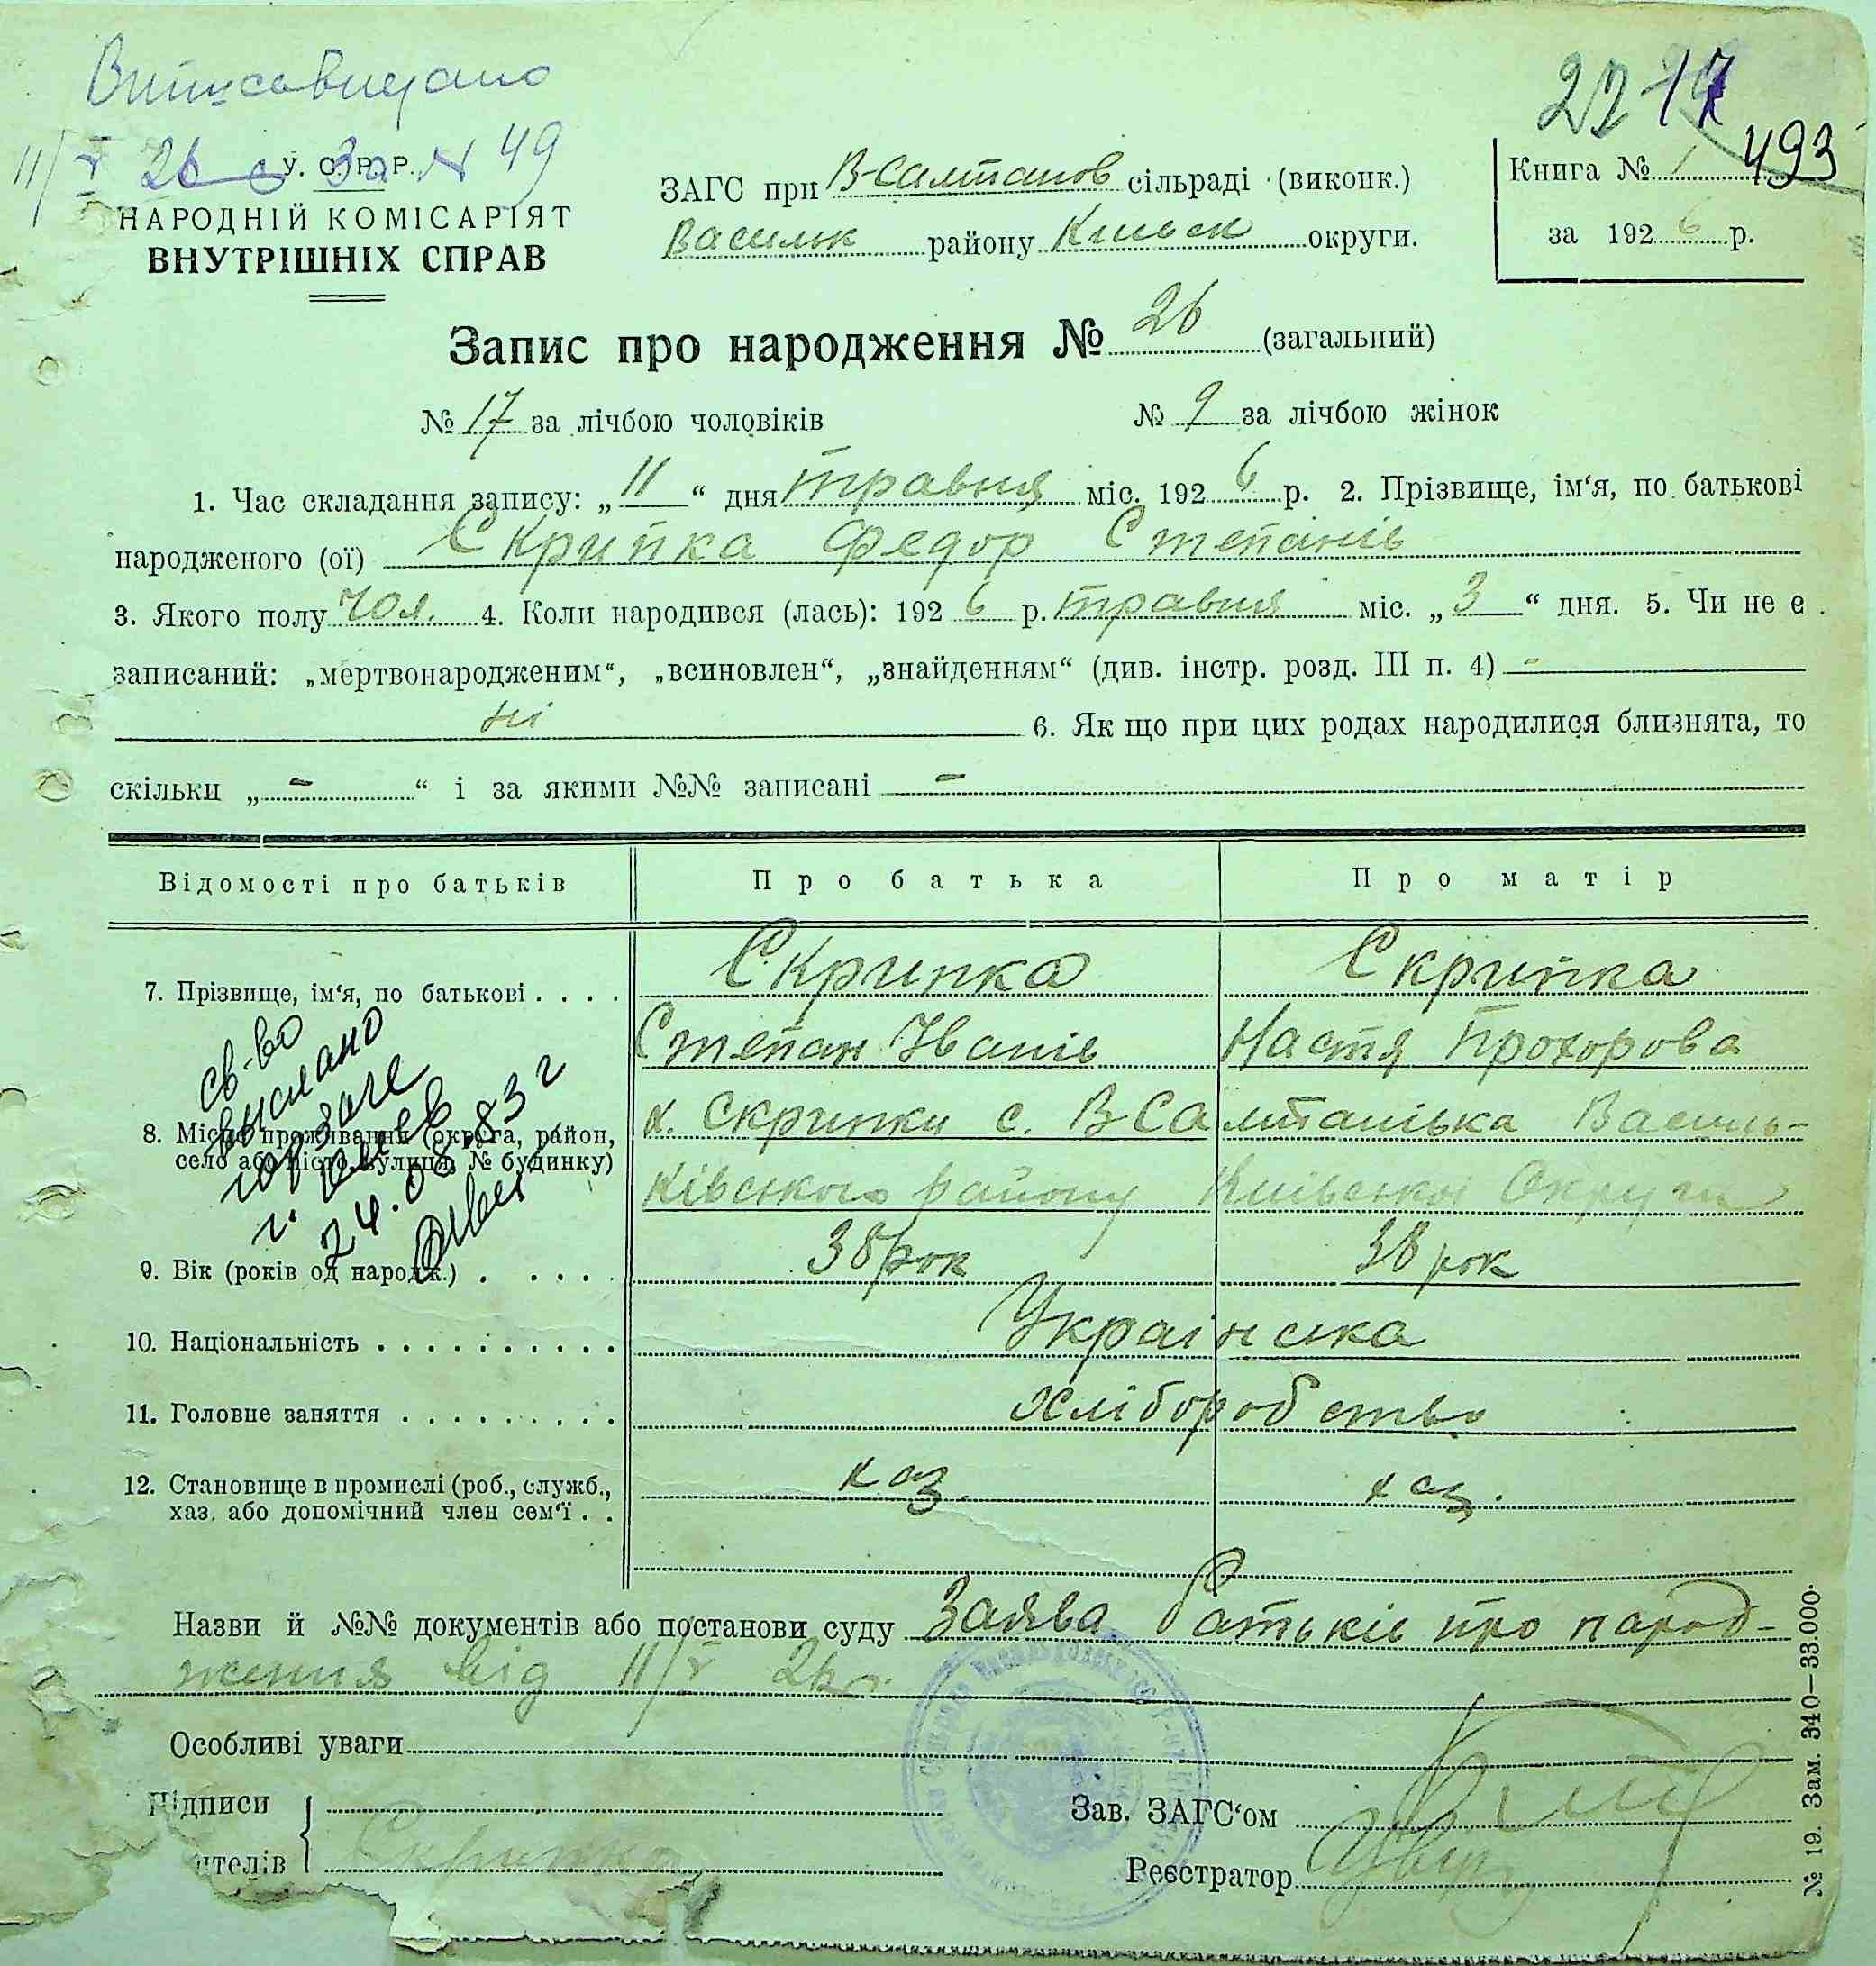 22
493
11/V 26 У. С. Р. Р. № 49
НАРОДНІЙ КОМІСАРІЯТ
ВНУТРІШНІХ СПРАВ
ЗАГС при В-Салтанов сільраді (виконк.)
Васильк району Київськ округи.
Книга № 1
за 1926 р.
Запис про народження № 26 (загальний)
№ 17 за лічбою чоловіків № 9 за лічбою жінок
1. Час складання запису: „11“ дня травня міс. 1926 р. 2. Прізвище, ім‘я, по батькові
народженого (ої) Скрипка Федор Степанів
3. Якого полу чол. 4. Коли народився (лась): 1926 р. травня міс. „3“ дня. 5. Чи не є
записаний: „мертвонародженим“, „всиновлен“, „знайденням“ (див. інстр. розд. III п. 4) -
ні 6. Як що при цих родах народилися близнята, то
скільки „-“ і за якими №№ записані -
Відомості про батьків Про батька Про матір
7. Прізвище, ім‘я, по батькові . . . . Скрипка Скрипка
Степан Іванів Настя Прохорова
св-во
выслано
гор загс
г. Киев
24.08.83 г
8. Місце проживання (округа, район,
село або місто, вулиця, № будинку)
х. Скрипки с. ВСалтанівка Василь-
ківського району Київської Округи
9. Вік (років од народж.) . . . . . 38 рок 38 рок
10. Національність . . . . . . . . . . Українська
11. Головне заняття . . . . . . . . . Хліборобство
12. Становище в промислі (роб., служб.,
хаз. або допомічний член сем‘ї . . хаз. хаз.
Назви й №№ документів або постанови суду Заява батьків про народ-
ження від 11/V 26 р.
Особливі уваги
Підписи
ителів Скрипка
Зав. ЗАГС‘ом
Реєстратор
№ 19. Зам. 340—33.000.